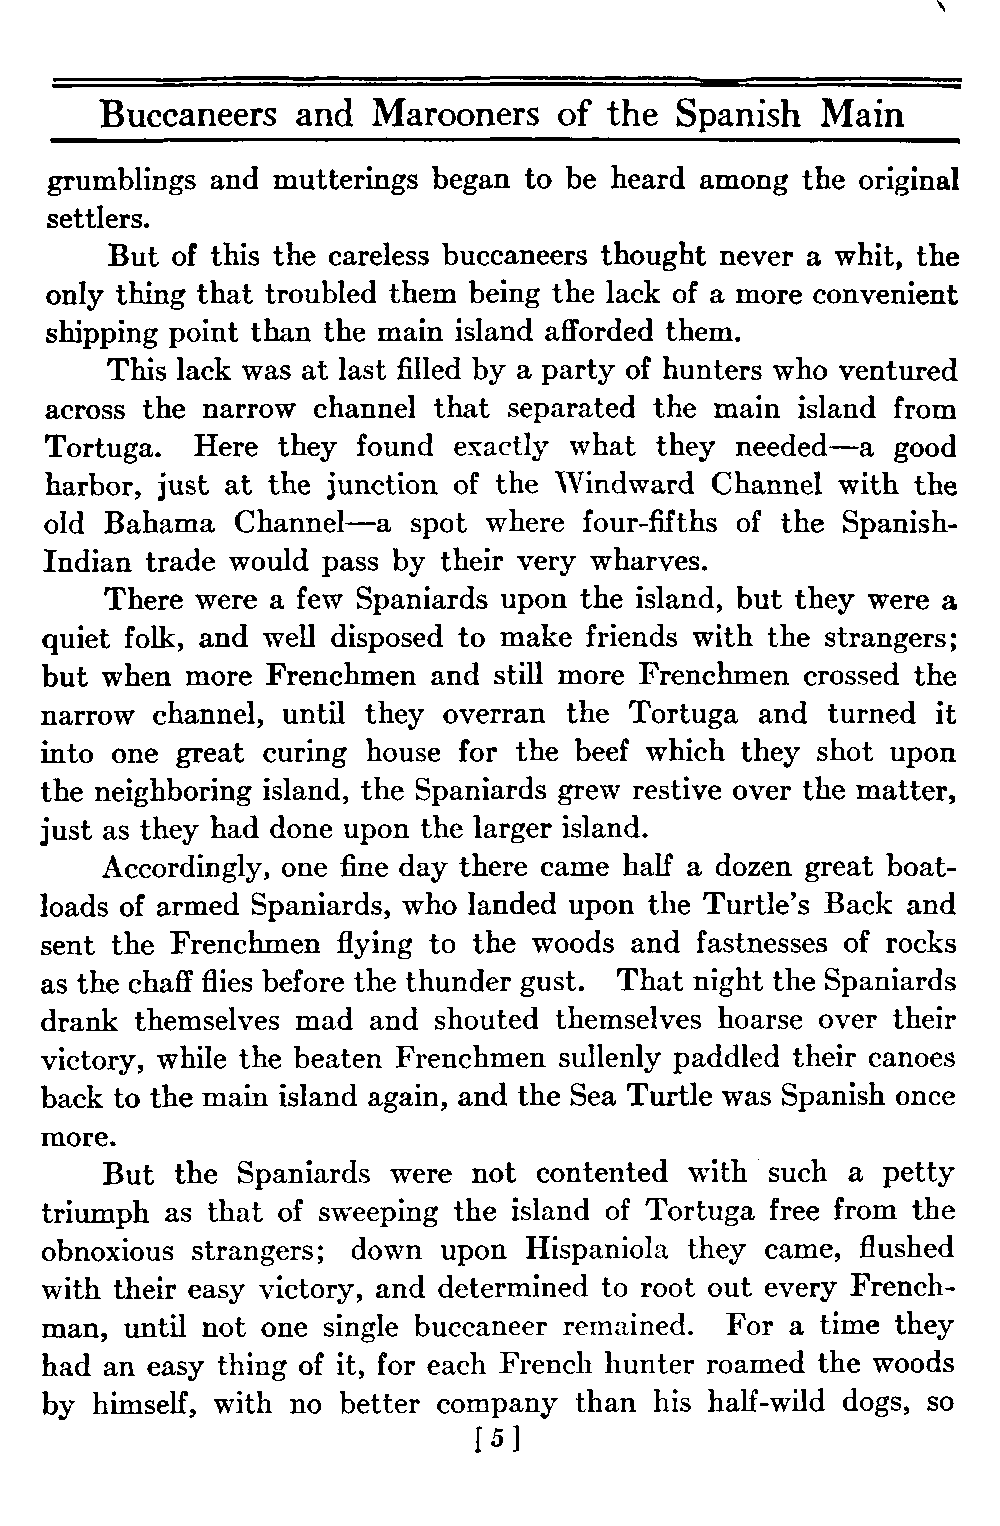 Buccaneers and Marooners of the Spanish Main
grumblings and mutterings began to be heard among the original
settlers.
But of this the careless buccaneers thought never a whit, the
only thing that troubled them being the lack of a more convenient
shipping point than the main island afforded them.
This lack was at last filled by a party of hunters who ventured
across the narrow channel that separated the main island from
Tortuga. Here they found exactly what they needed—a good
harbor, just at the junction of the Windward Channel with the
old Bahama Channel—a spot where four-fifths of the Spanish-
Indian trade would pass by their very wharves.
There were a few Spaniards upon the island, but they were a
quiet folk, and well disposed to make friends with the strangers;
but when more Frenchmen and still more Frenchmen crossed the
narrow channel, until they overran the Tortuga and turned it
into one great curing house for the beef which they shot upon
the neighboring island, the Spaniards grew restive over the matter,
just as they had done upon the larger island.
Accordingly, one fine day there came half a dozen great boat-
loads of armed Spaniards, who landed upon the Turtle's Back and
sent the Frenchmen flying to the woods and fastnesses of rocks
as the chaff flies before the thunder gust. That night the Spaniards
drank themselves mad and shouted themselves hoarse over their
victory, while the beaten Frenchmen sullenly paddled their canoes
back to the main island again, and the Sea Turtle was Spanish once
more.
But the Spaniards were not contented with such a petty
triumph as that of sweeping the island of Tortuga free from the
obnoxious strangers; down upon Hispaniola they came, flushed
with their easy victory, and determined to root out every French-
man, until not one single buccaneer remained. For a time they
had an easy thing of it, for each French hunter roamed the woods
by himself, with no better company than his half-wild dogs, so
[5]